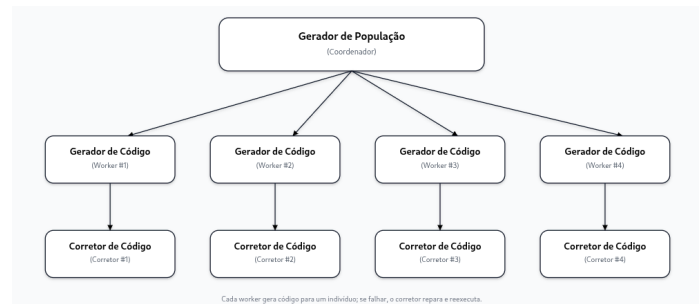 Gerador de População
(Coordenador)
Gerador de Código
(Worker #1)
Gerador de Código
(Worker #2)
Gerador de Código
(Worker #3)
Gerador de Código
(Worker #4)
Corretor de Código
(Corretor #1)
Corretor de Código
(Corretor #2)
Corretor de Código
(Corretor #3)
Corretor de Código
(Corretor #4)
Cada worker gera código para um indivíduo; se falhar, o corretor repara e reexecuta.